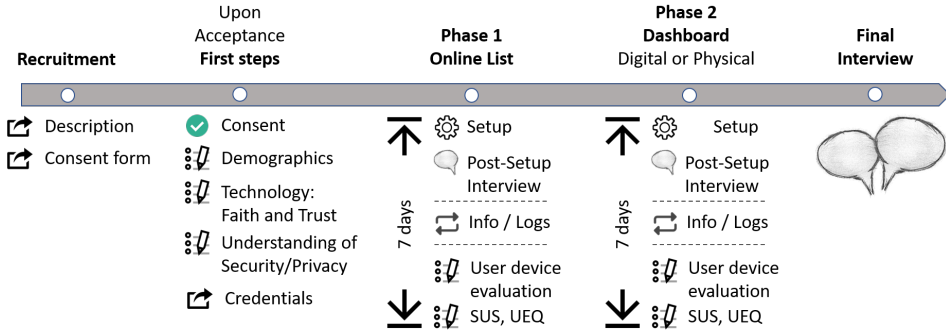 Recruitment
Description
Consent form
Upon
Acceptance
First steps
Consent
Demographics
Technology:
Faith and Trust
Understanding of
Security/Privacy
Credentials
Phase 1
Online List
7 days
Setup
Post-Setup
Interview
Info / Logs
User device
evaluation
SUS, UEQ
Phase 2
Dashboard
Digital or Physical
7 days
Setup
Post-Setup
Interview
Info / Logs
User device
evaluation
SUS, UEQ
Final
Interview